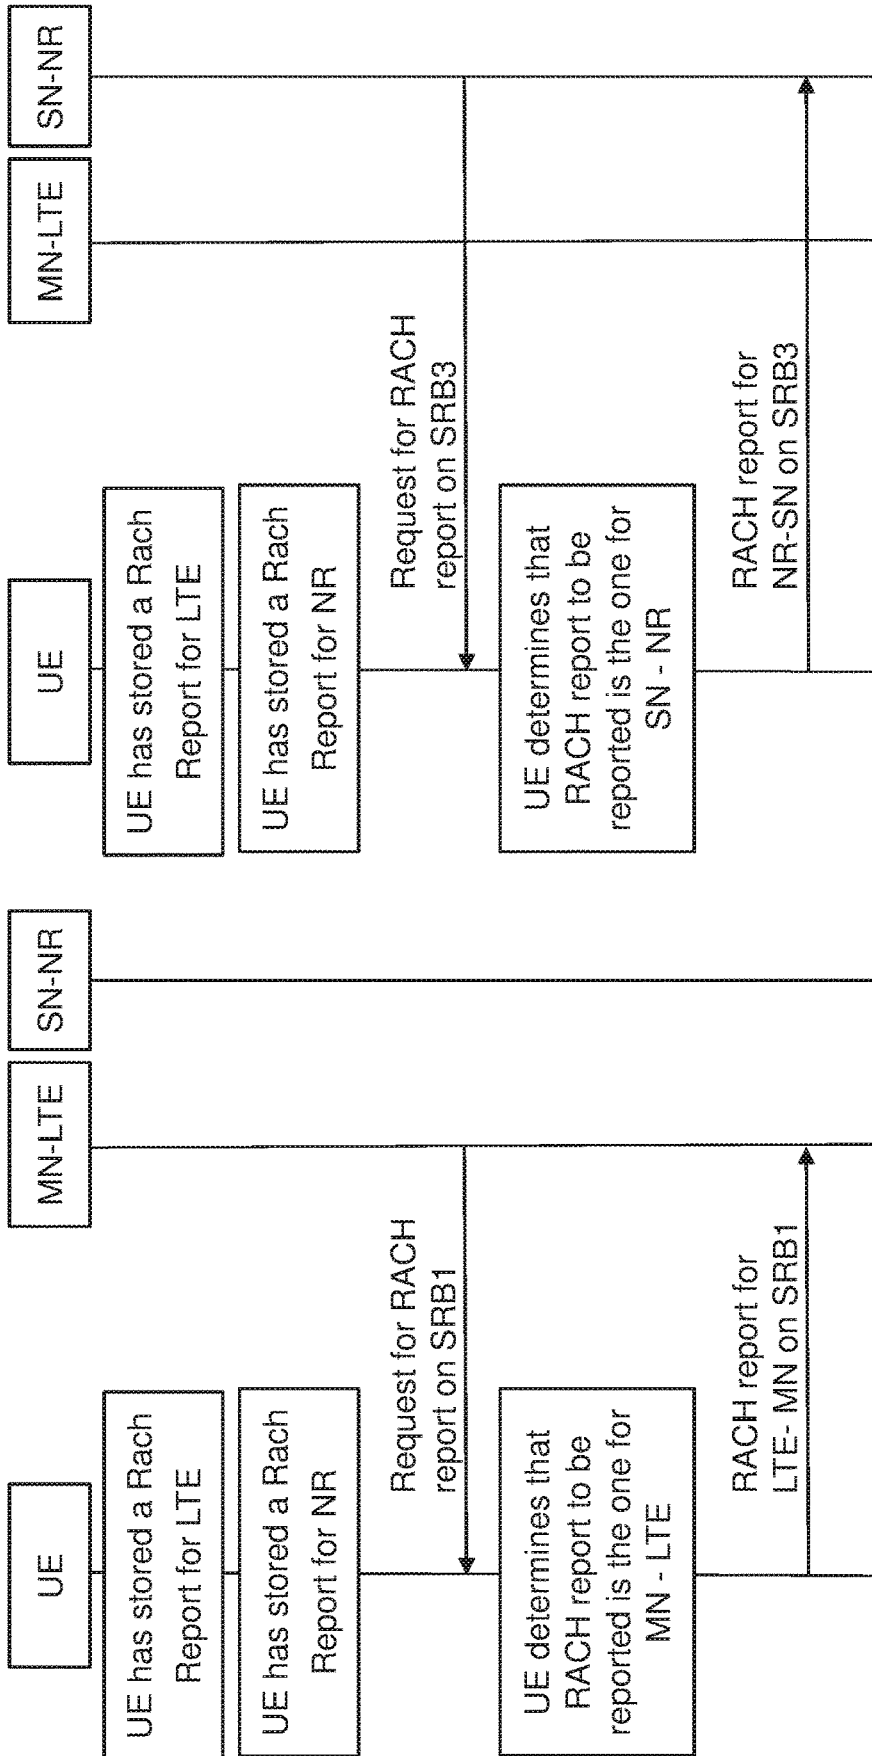 UE
MN-LTE
SN-NR
UE has stored a Rach
Report for LTE
UE has stored a Rach
Report for NR
Request for RACH
report on SRB1
UE determines that
RACH report to be
reported is the one for
MN - LTE
RACH report for
LTE- MN on SRB1
UE
MN-LTE
SN-NR
UE has stored a Rach
Report for LTE
UE has stored a Rach
Report for NR
Request for RACH
report on SRB3
UE determines that
RACH report to be
reported is the one for
SN - NR
RACH report for
NR-SN on SRB3